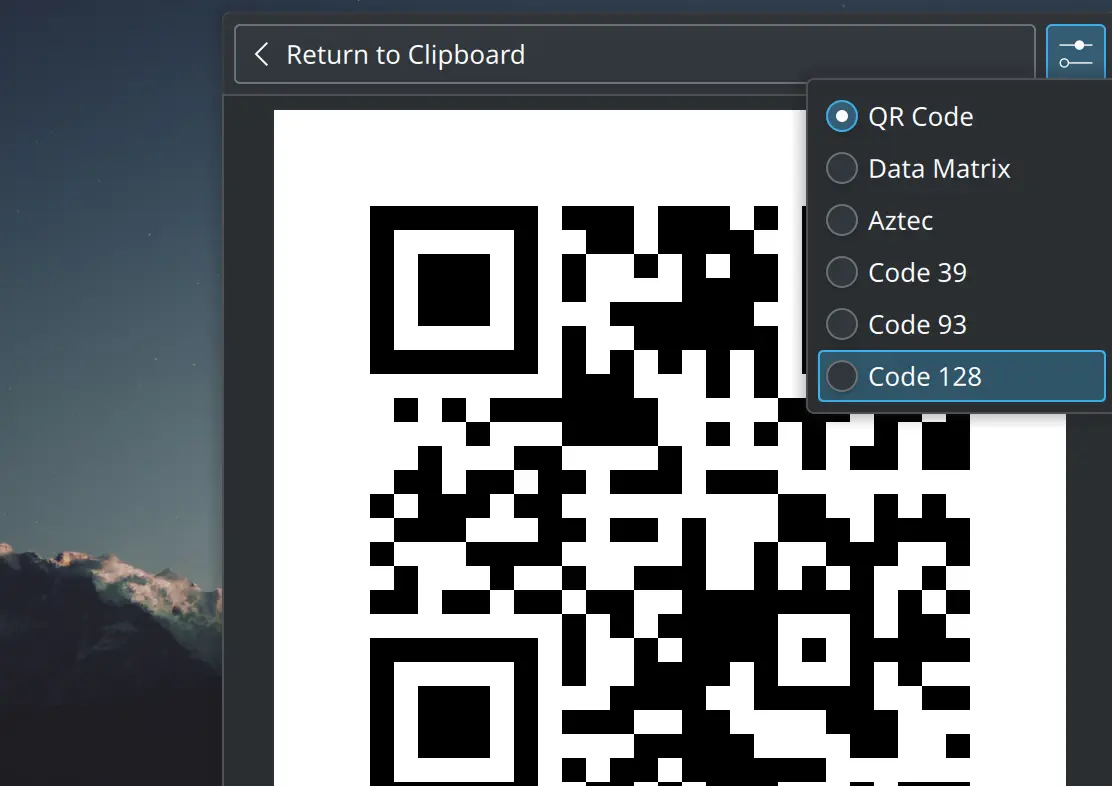 Return to Clipboard
QR Code
Data Matrix
Aztec
Code 39
Code 93
Code 128